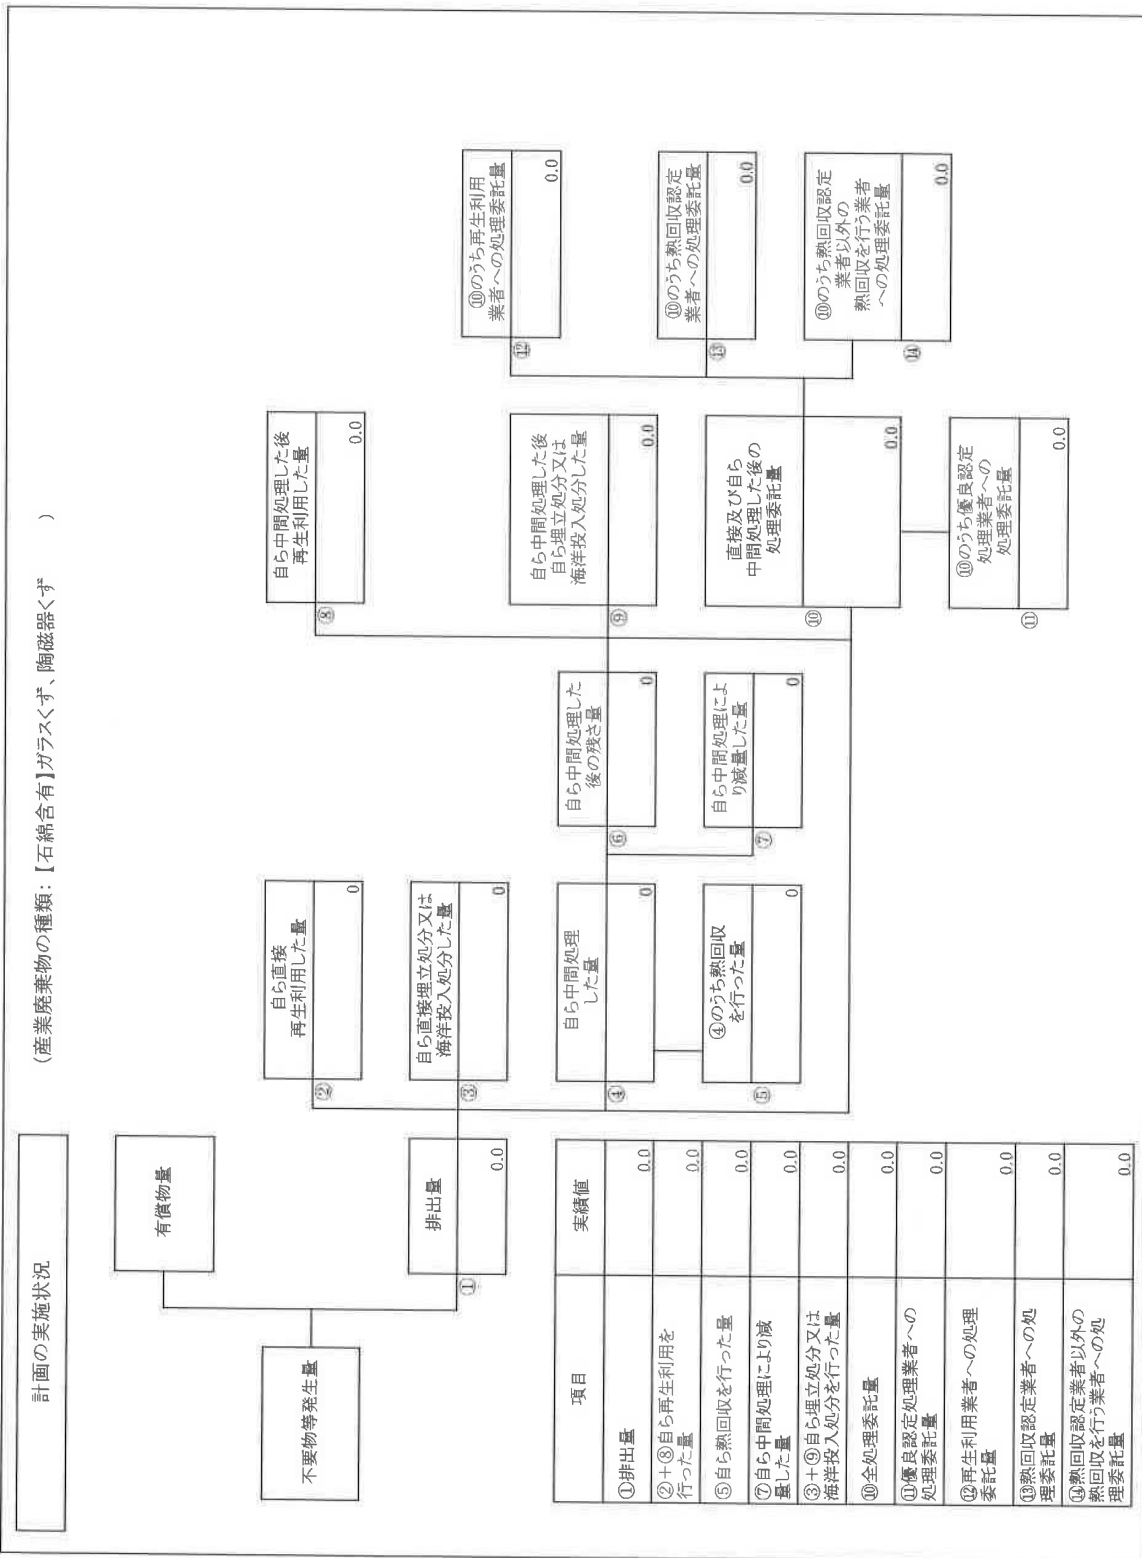 計画の実施状況
(産業廃棄物の種類:【石綿含有】ガラスくず、陶磁器くず )
不要物等発生量
有償物量
排出量
①
0.0
自ら直接
再生利用した量
②
0
自ら直接埋立処分又は
海洋投入処分した量
③
0
自ら中間処理
した量
④
0
④のうち熱回収
を行った量
⑤
0
自ら中間処理した
後の残さ量
⑥
0
自ら中間処理によ
り減量した量
⑦
0
自ら中間処理した後
再生利用した量
⑧
0.0
自ら中間処理した後
自ら埋立処分又は
海洋投入処分した量
⑨
0.0
直接及び自ら
中間処理した後の
処理委託量
⑩
0.0
⑩のうち優良認定
処理業者への
処理委託量
⑪
0.0
⑩のうち再生利用
業者への処理委託量
⑫
0.0
⑩のうち熱回収認定
業者への処理委託量
⑬
0.0
⑩のうち熱回収認定
業者以外の
熱回収を行う業者
への処理委託量
⑭
0.0
項目 実績値
①排出量 0.0
②+⑧自ら再生利用を
行った量 0.0
⑤自ら熱回収を行った量 0.0
⑦自ら中間処理により減
量した量 0.0
③+⑨自ら埋立処分又は
海洋投入処分を行った量 0.0
⑩全処理委託量 0.0
⑪優良認定処理業者への
処理委託量 0.0
⑫再生利用業者への処理
委託量 0.0
⑬熱回収認定業者への処
理委託量 0.0
⑭熱回収認定業者以外の
熱回収を行う業者への処
理委託量 0.0